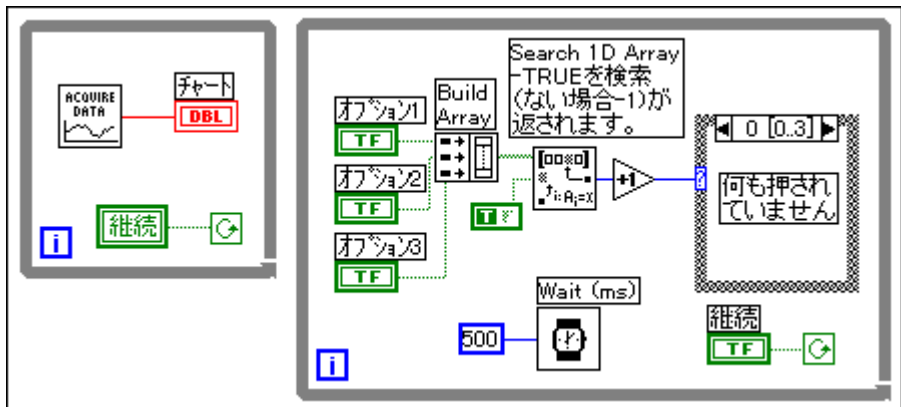 ACQUIRE
DATA
チャート
DBL
継続
i
オプション1
TF
オプション2
TF
オプション3
TF
Build
Array
Search 1D Array
-TRUEを検索
(ない場合-1)が
返されます。
T
+1
0 [0..3]
?
何も押され
ていません
Wait (ms)
500
継続
TF
i